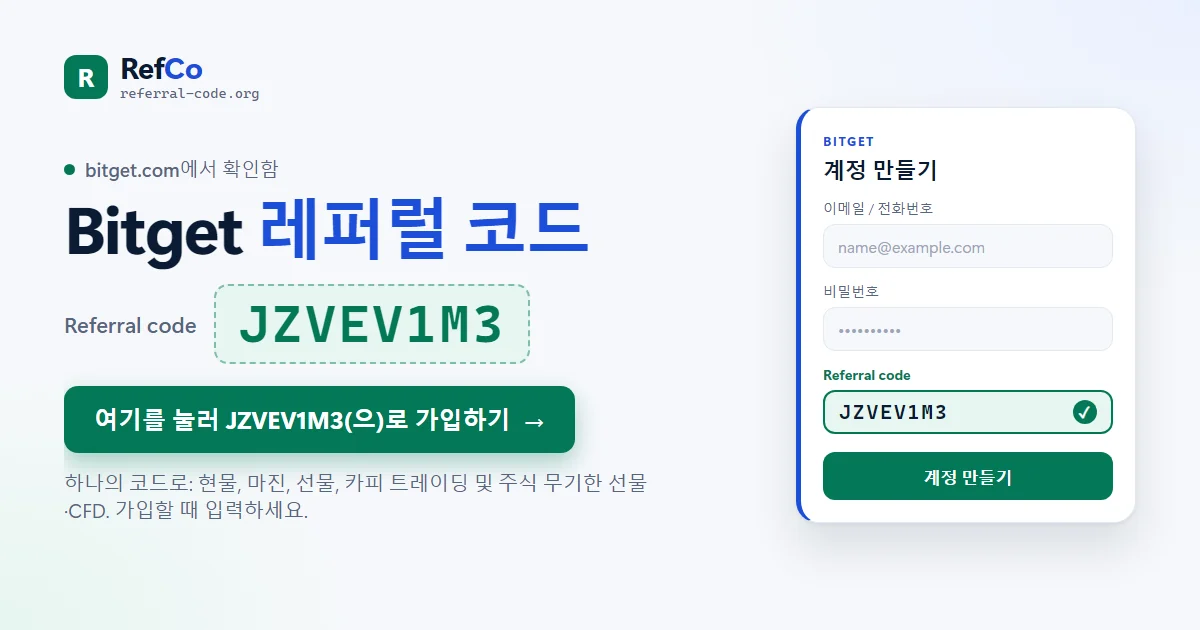 R
RefCo
referral-code.org
bitget.com에서 확인함
Bitget 레퍼럴 코드
Referral code
JZVEV1M3
여기를 눌러 JZVEV1M3(으)로 가입하기 →
하나의 코드로: 현물, 마진, 선물, 카피 트레이딩 및 주식 무기한 선물
·CFD. 가입할 때 입력하세요.
BITGET
계정 만들기
이메일 / 전화번호
name@example.com
비밀번호
••••••••••
Referral code
JZVEV1M3
✓
계정 만들기